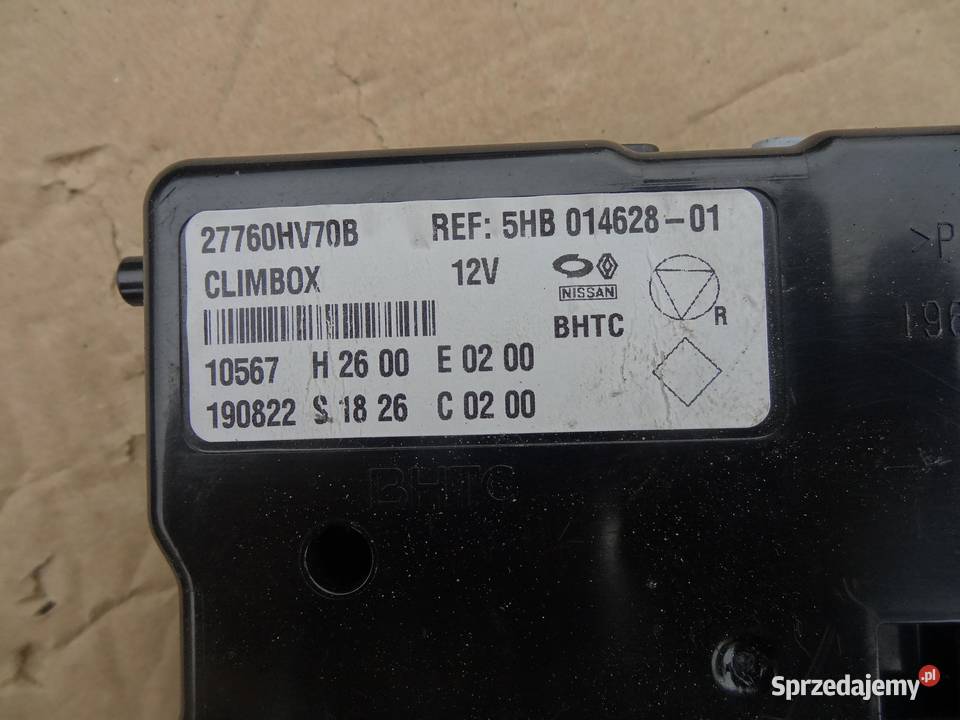 27760HV70B REF: 5HB 014628-01
CLIMBOX 12V
NISSAN
BHTC
R
10567 H 26 00 E 02 00
190822 S 18 26 C 02 00
BHTC
>P
196
Sprzedajemy.pl